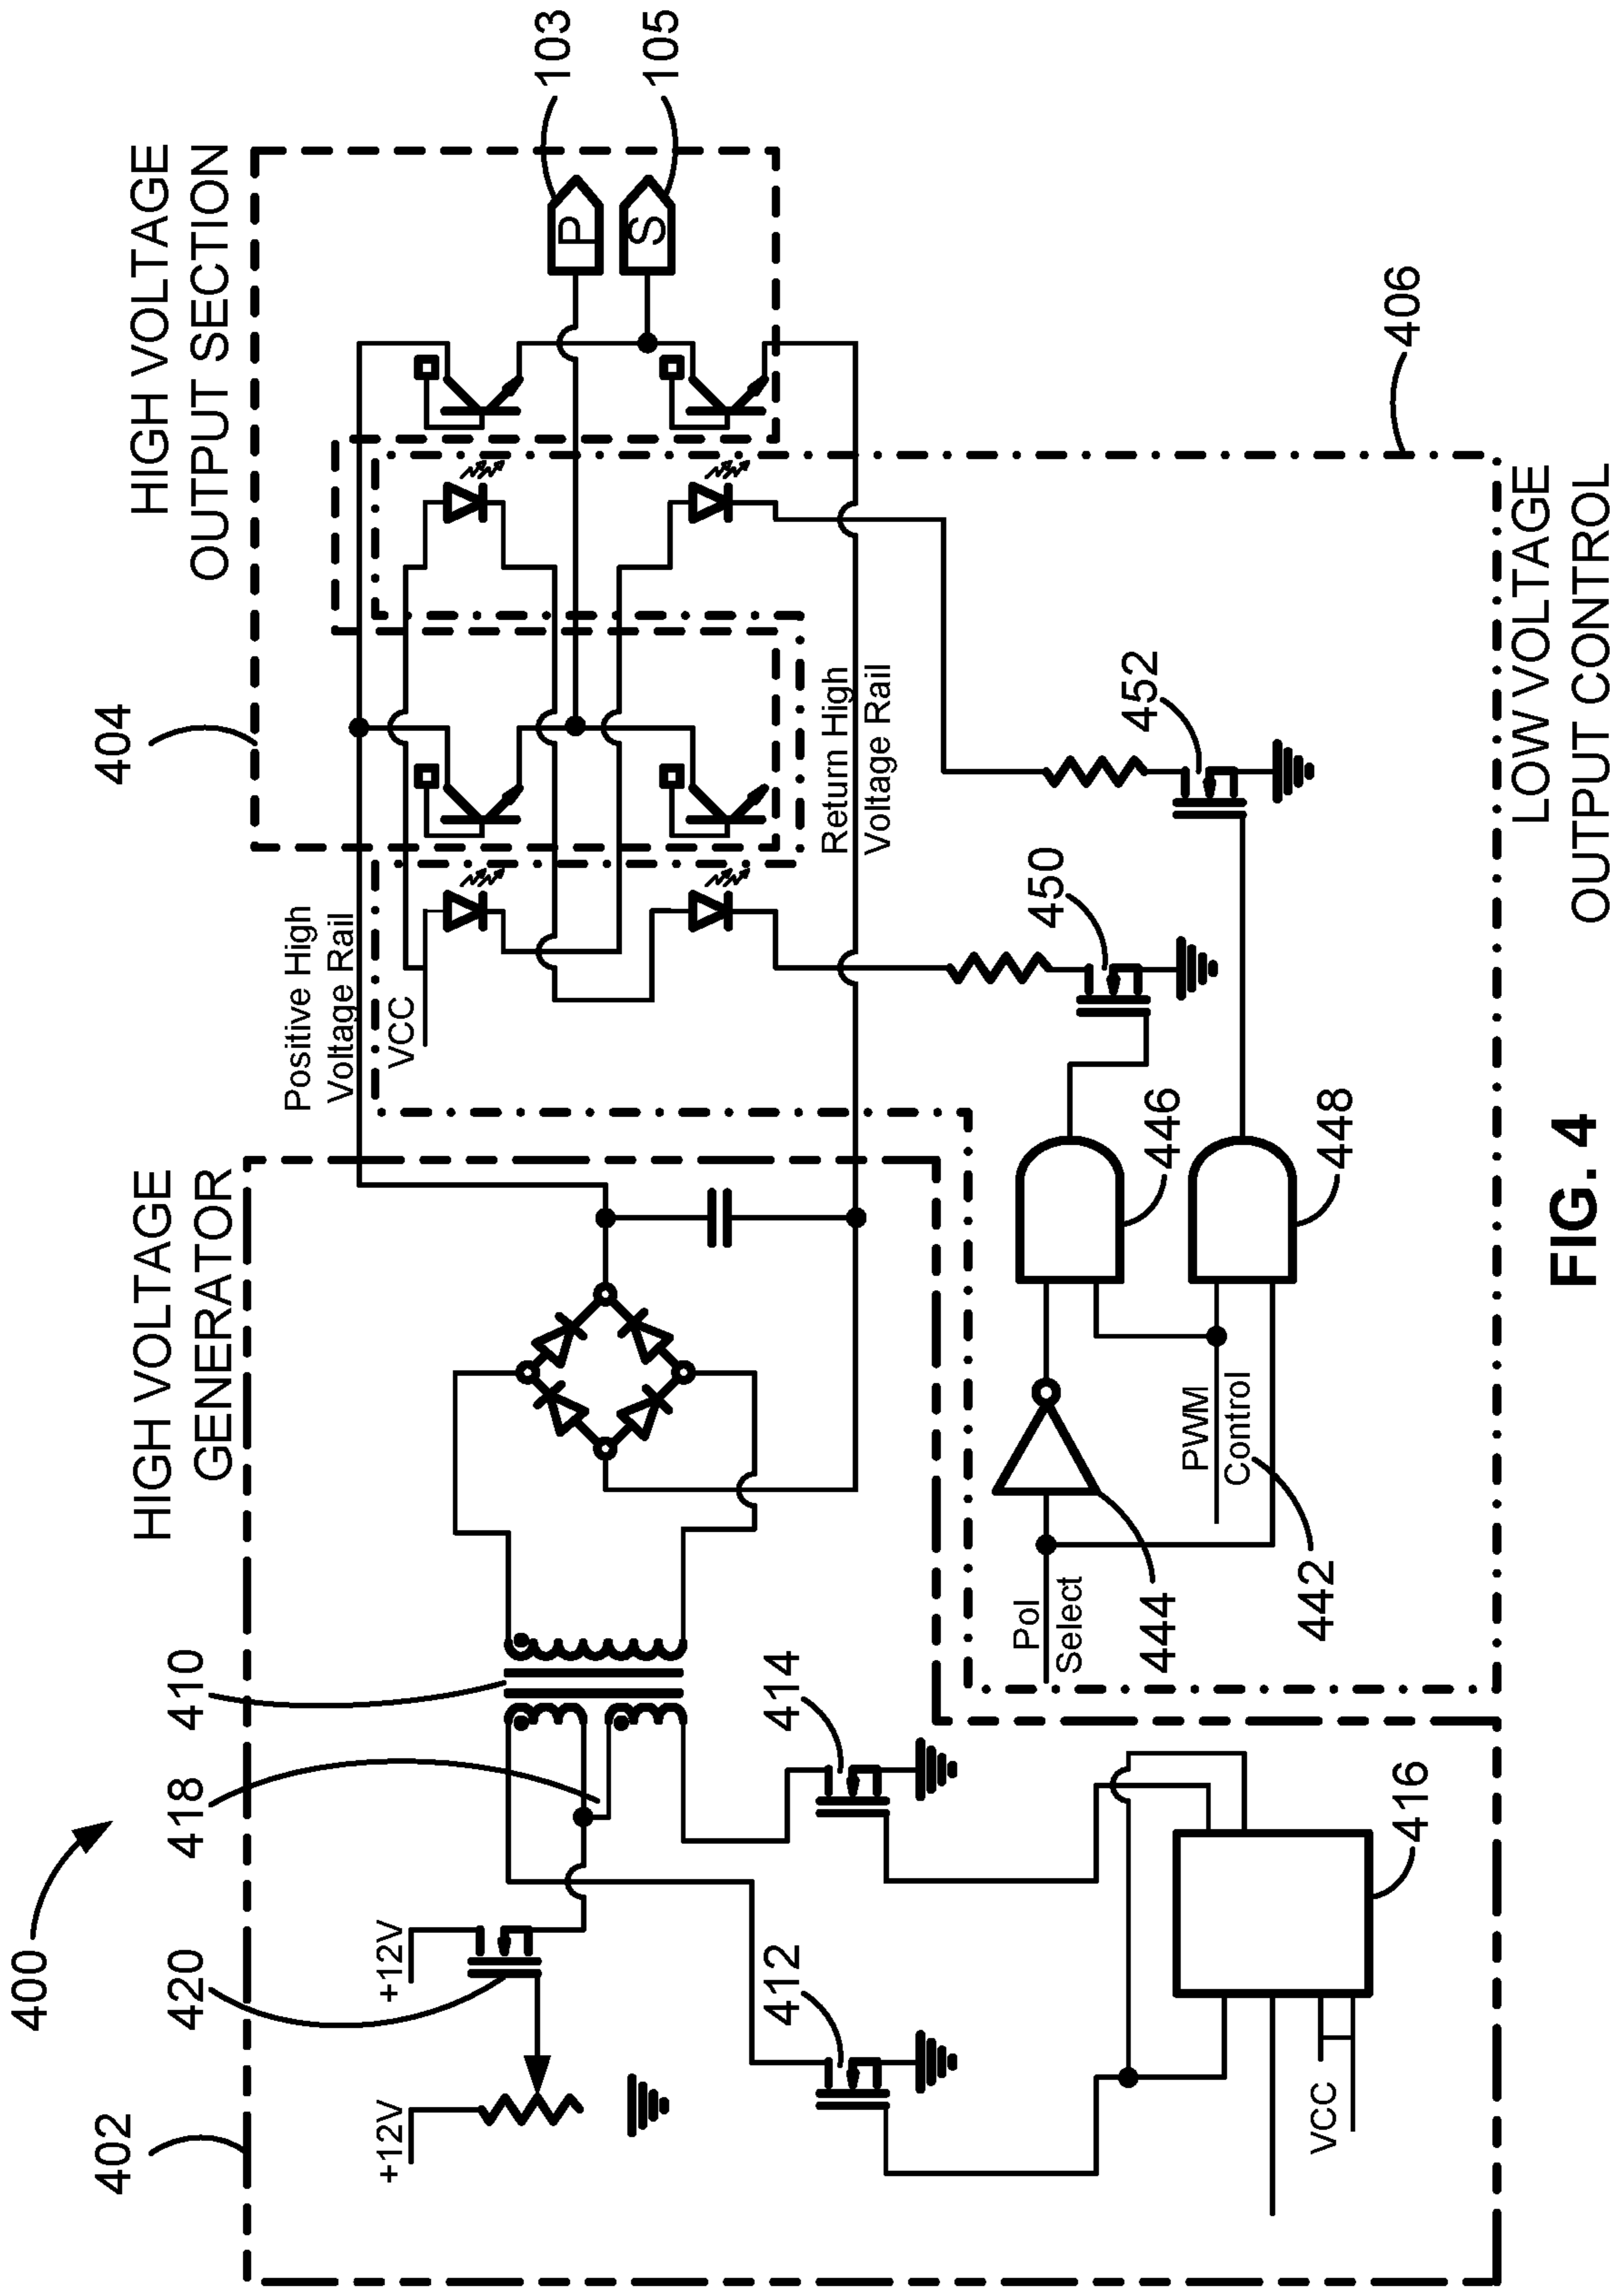 400
402
420
418
410
HIGH VOLTAGE
GENERATOR
404
HIGH VOLTAGE
OUTPUT SECTION
+12V
+12V
Positive High
Voltage Rail
VCC
P
S
103
105
412
414
Return High
Voltage Rail
VCC
416
Pol
Select
444
PWM
Control
442
446
448
450
452
406
LOW VOLTAGE
OUTPUT CONTROL
FIG. 4